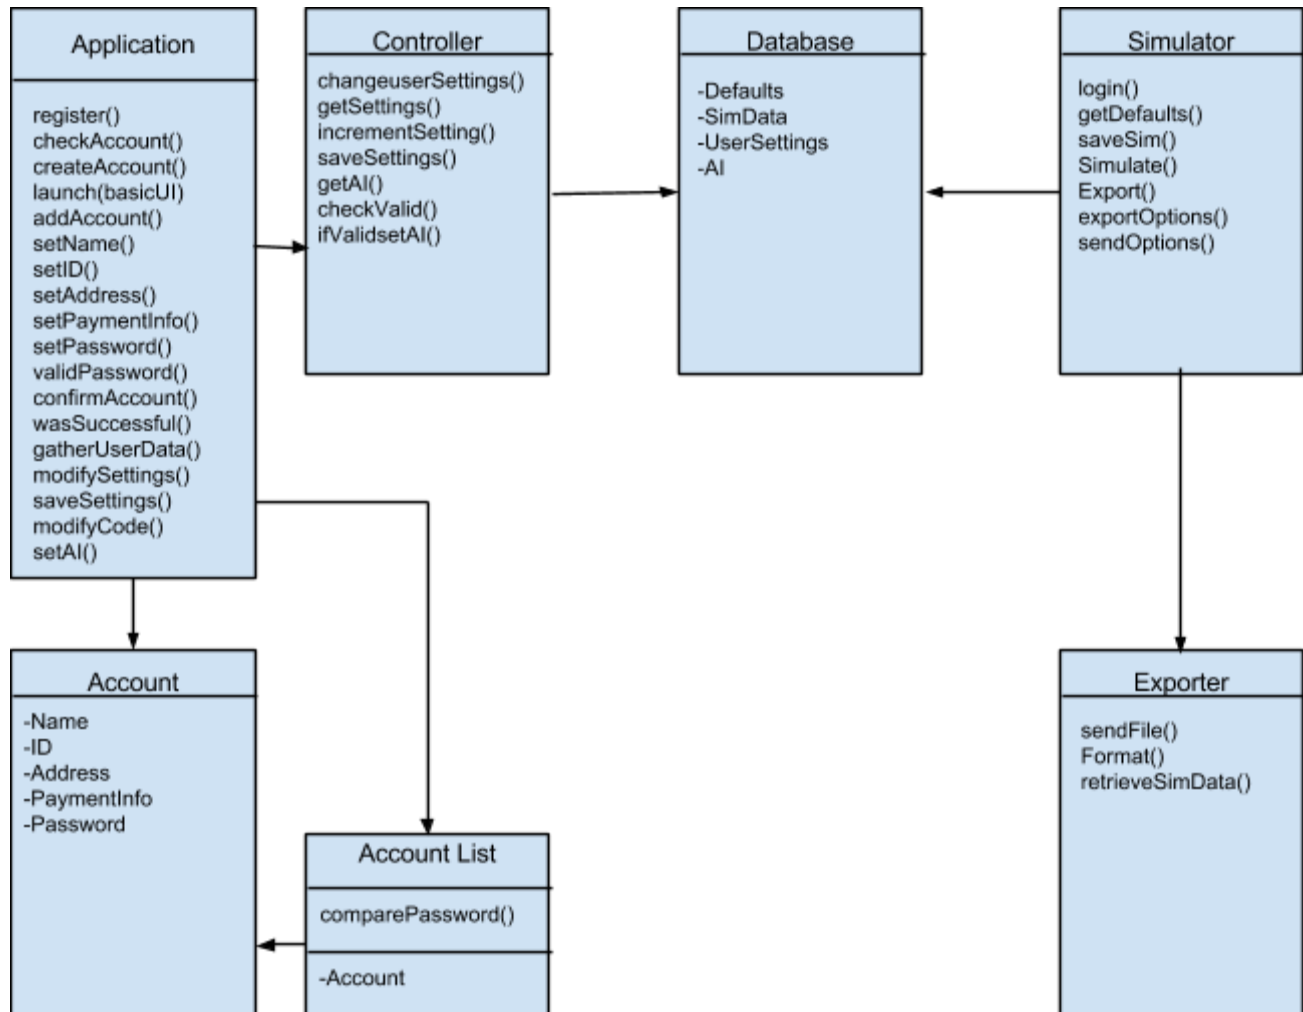 Application
register()
checkAccount()
createAccount()
launch(basicUI)
addAccount()
setName()
setID()
setAddress()
setPaymentInfo()
setPassword()
validPassword()
confirmAccount()
wasSuccessful()
gatherUserData()
modifySettings()
saveSettings()
modifyCode()
setAI()
Controller
changeuserSettings()
getSettings()
incrementSetting()
saveSettings()
getAI()
checkValid()
ifValidsetAI()
Database
-Defaults
-SimData
-UserSettings
-AI
Simulator
login()
getDefaults()
saveSim()
Simulate()
Export()
exportOptions()
sendOptions()
Account
-Name
-ID
-Address
-PaymentInfo
-Password
Account List
comparePassword()
-Account
Exporter
sendFile()
Format()
retrieveSimData()